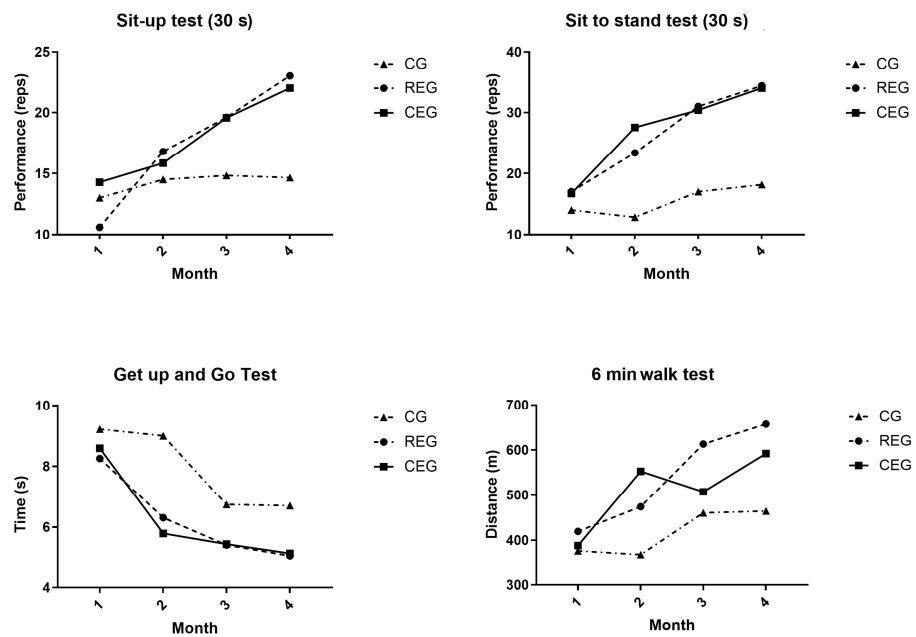 Sit-up test (30 s)
25
20
15
10
Performance (reps)
1
2
3
4
Month
CG
REG
CEG
Sit to stand test (30 s)
40
30
20
10
Performance (reps)
1
2
3
4
Month
CG
REG
CEG
Get up and Go Test
10
8
6
4
Time (s)
1
2
3
4
Month
CG
REG
CEG
6 min walk test
700
600
500
400
300
Distance (m)
1
2
3
4
Month
CG
REG
CEG